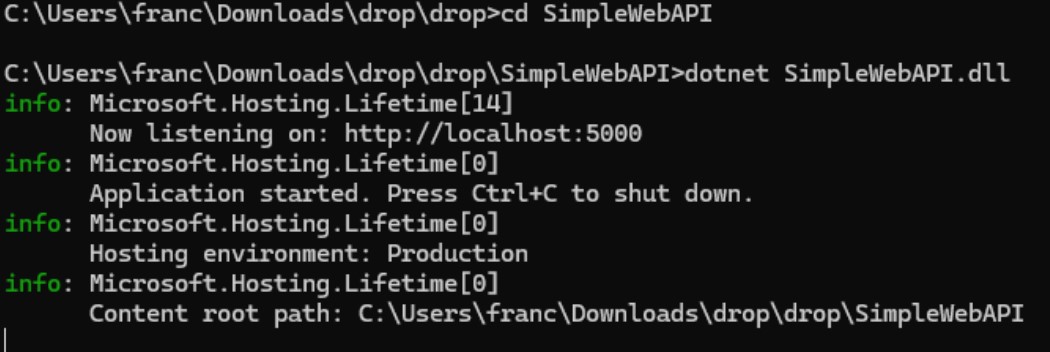 C:\Users\franc\Downloads\drop\drop>cd SimpleWebAPI
C:\Users\franc\Downloads\drop\drop\SimpleWebAPI>dotnet SimpleWebAPI.dll
info: Microsoft.Hosting.Lifetime[14]
Now listening on: http://localhost:5000
info: Microsoft.Hosting.Lifetime[0]
Application started. Press Ctrl+C to shut down.
info: Microsoft.Hosting.Lifetime[0]
Hosting environment: Production
info: Microsoft.Hosting.Lifetime[0]
Content root path: C:\Users\franc\Downloads\drop\drop\SimpleWebAPI